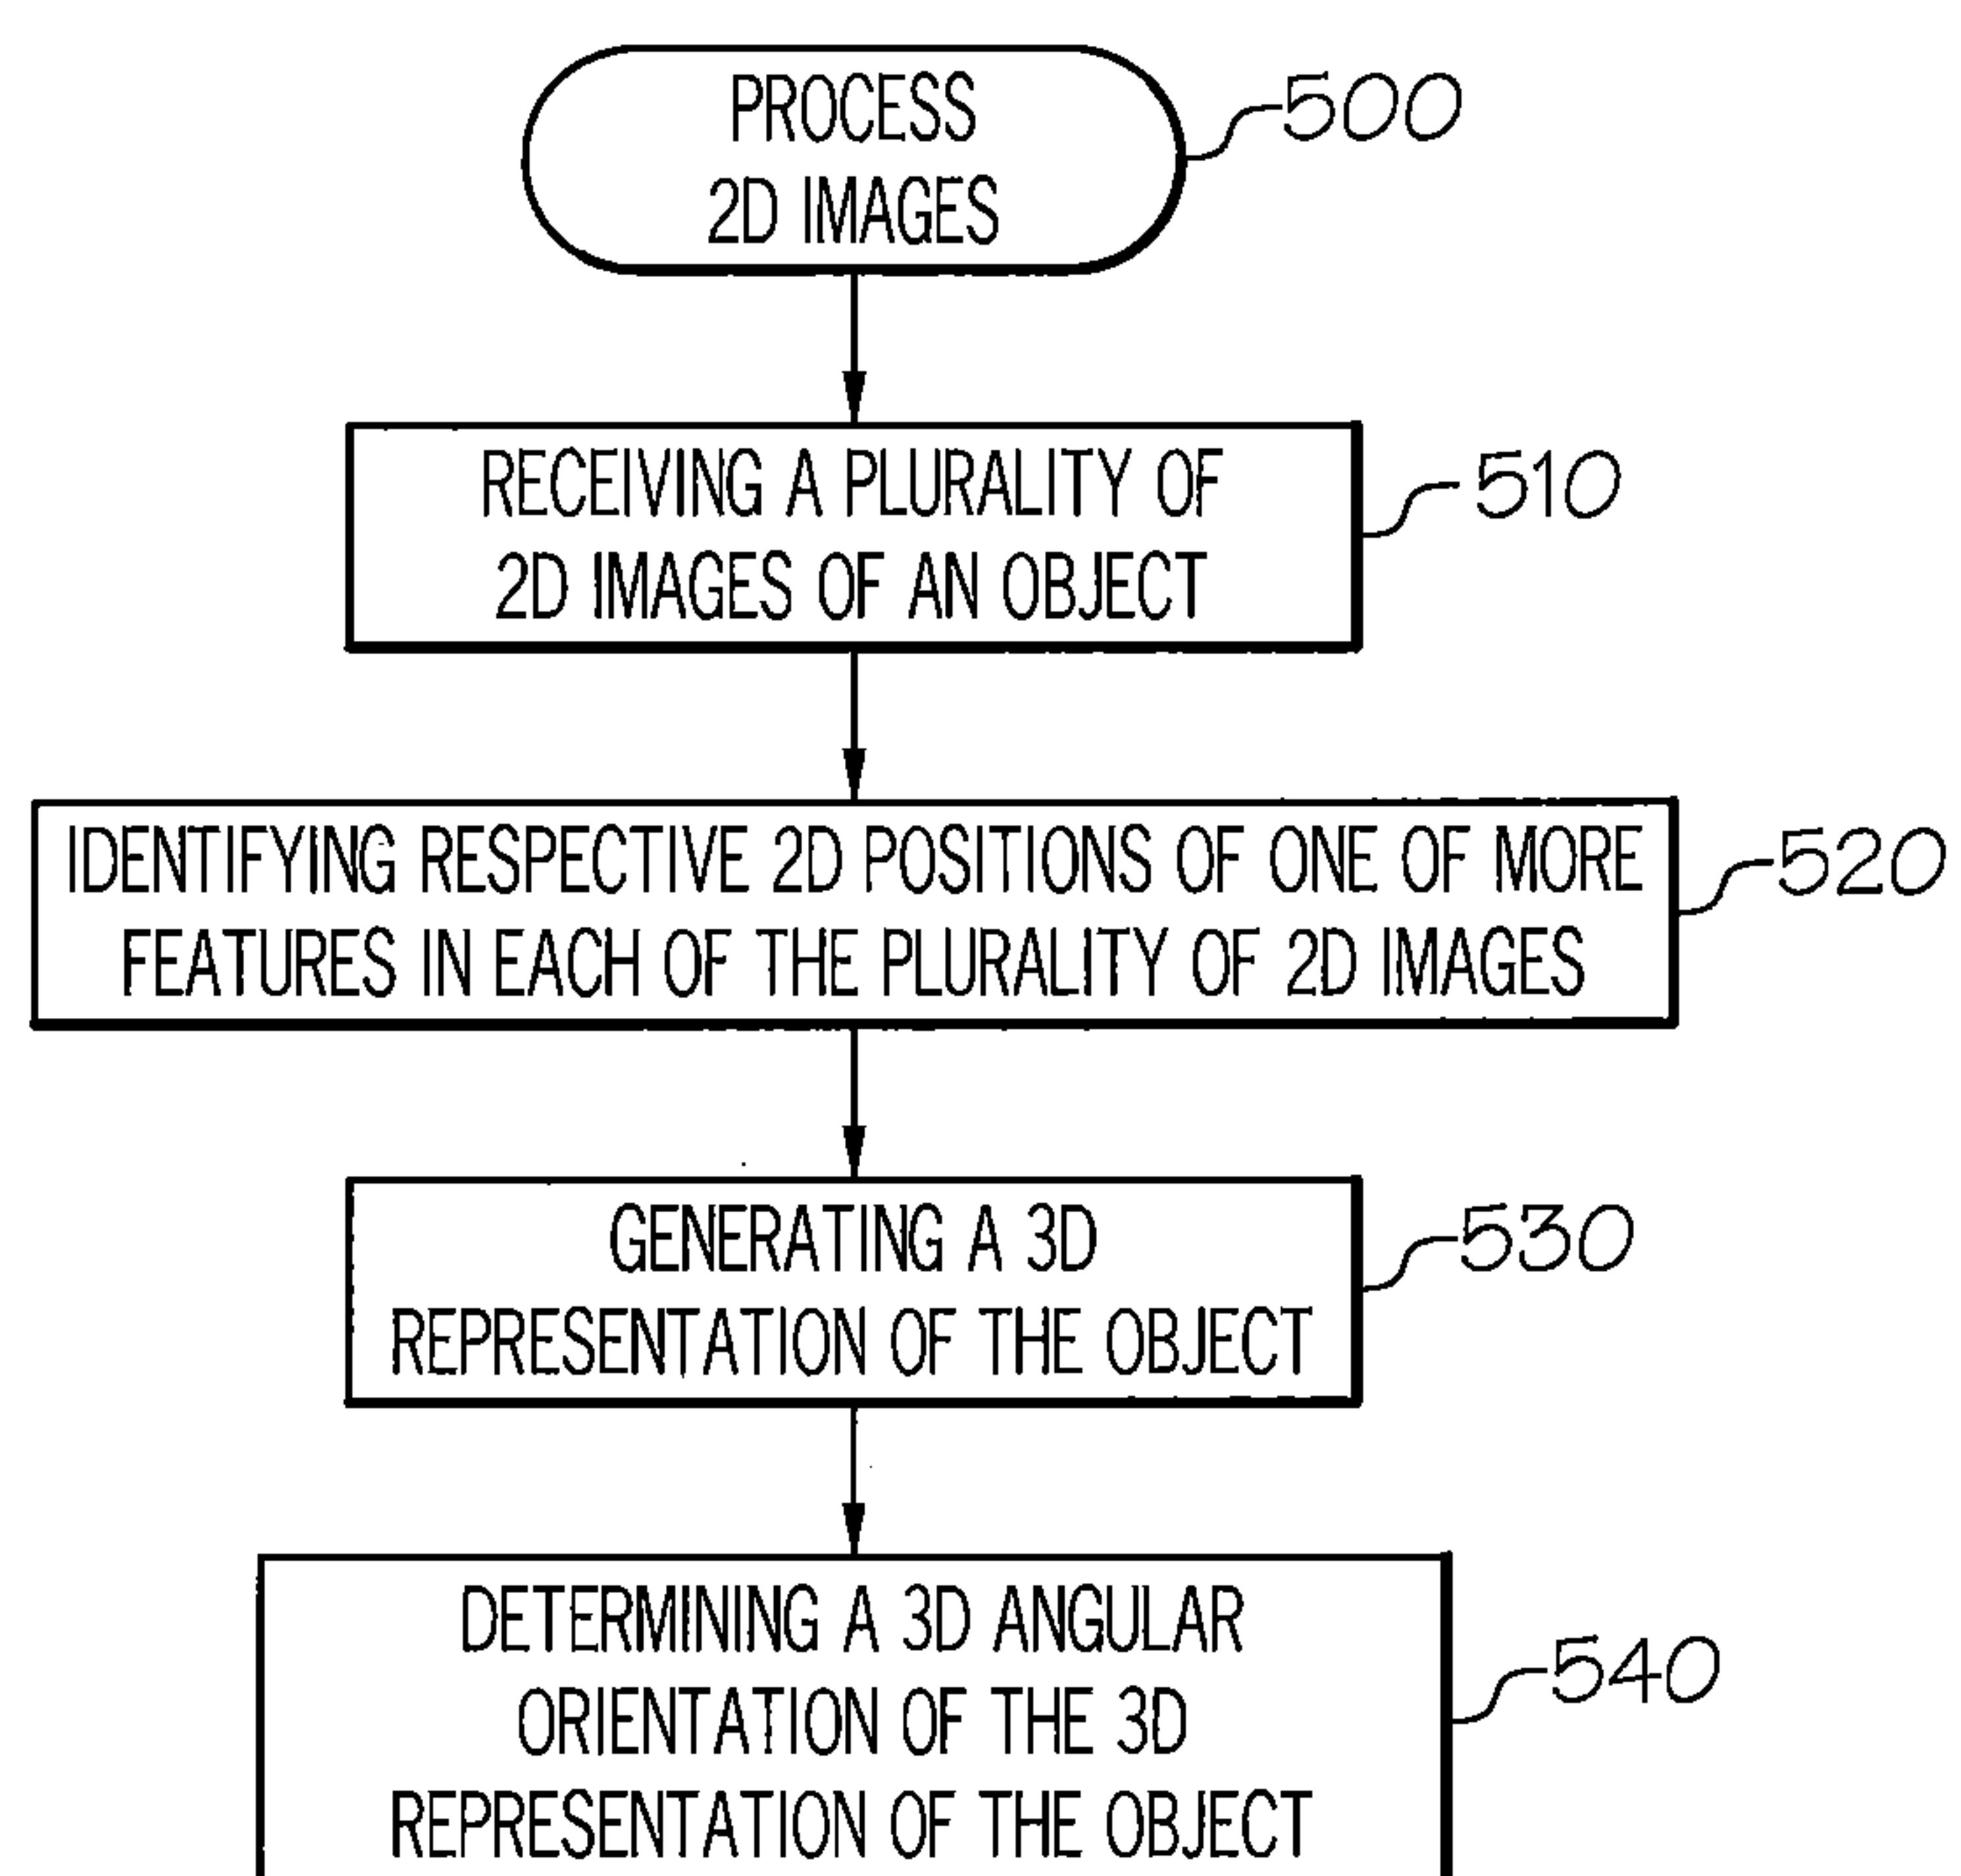 PROCESS
2D IMAGES
500
RECEIVING A PLURALITY OF
2D IMAGES OF AN OBJECT
510
IDENTIFYING RESPECTIVE 2D POSITIONS OF ONE OF MORE
FEATURES IN EACH OF THE PLURALITY OF 2D IMAGES
520
GENERATING A 3D
REPRESENTATION OF THE OBJECT
530
DETERMINING A 3D ANGULAR
ORIENTATION OF THE 3D
REPRESENTATION OF THE OBJECT
540